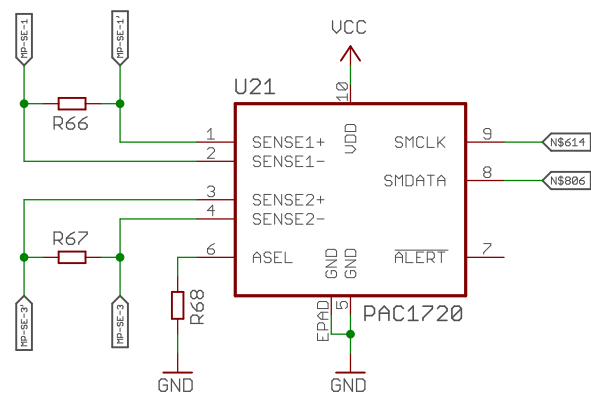 MP-SE-1
MP-SE-1'
VCC
U21
10
R66
1
SENSE1+
VDD
SMCLK
9
N$614
2
SENSE1-
SMDATA
8
N$806
3
SENSE2+
4
SENSE2-
R67
6
ASEL
GND
GND
ALERT
7
MP-SE-3'
MP-SE-3
R68
EPAD
5
PAC1720
GND
GND